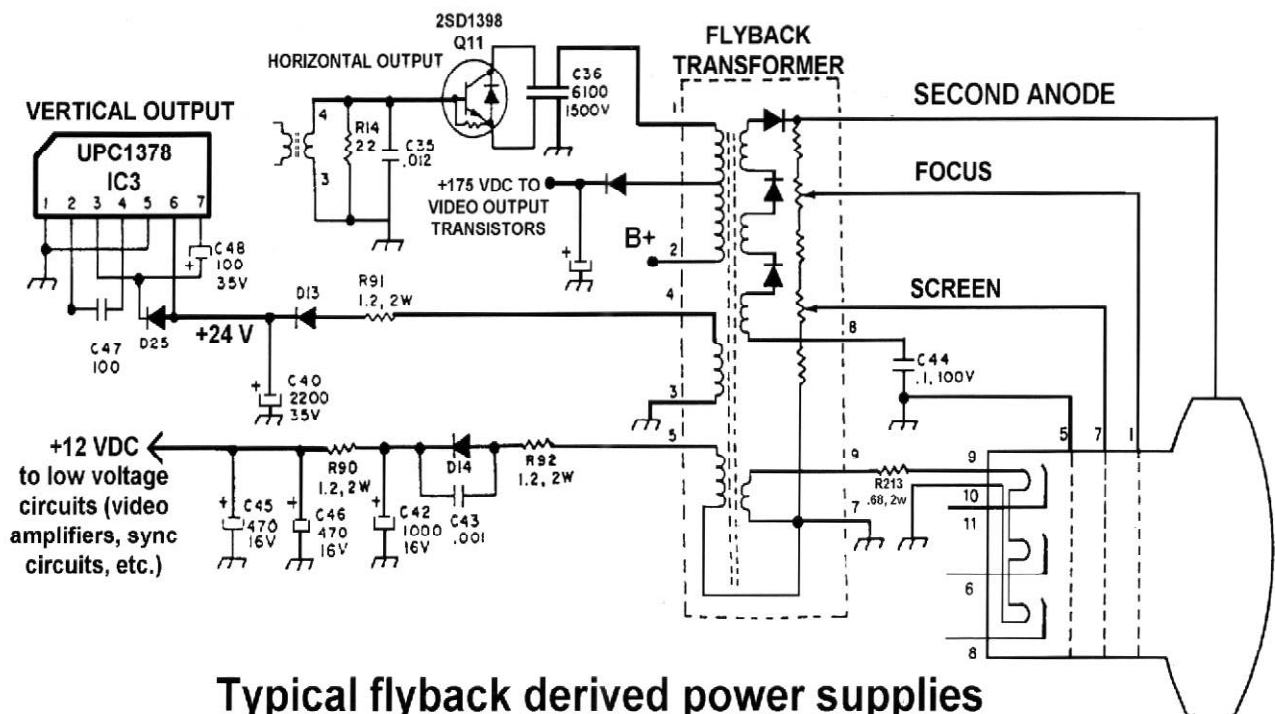 2SD1398
Q11
HORIZONTAL OUTPUT
4
R14
22
C35
.012
3
C36
6100
1500V
FLYBACK
TRANSFORMER
SECOND ANODE
FOCUS
SCREEN
VERTICAL OUTPUT
UPC1378
IC3
1 2 3 4 5 6 7
+
C48
100
35V
C47
100
D25
+24 V
D13
R91
1.2, 2W
+
C40
2200
35V
+175 VDC TO
VIDEO OUTPUT
TRANSISTORS
+
B+
1
2
4
3
5
8
C44
.1, 100V
9
7
R213
.68, 2w
5 7 1
9
10
11
6
8
+12 VDC
to low voltage
circuits (video
amplifiers, sync
circuits, etc.)
+
C45
470
16V
+
C46
470
16V
R90
1.2, 2W
+
C42
1000
16V
D14
C43
.001
R92
1.2, 2W
Typical flyback derived power supplies